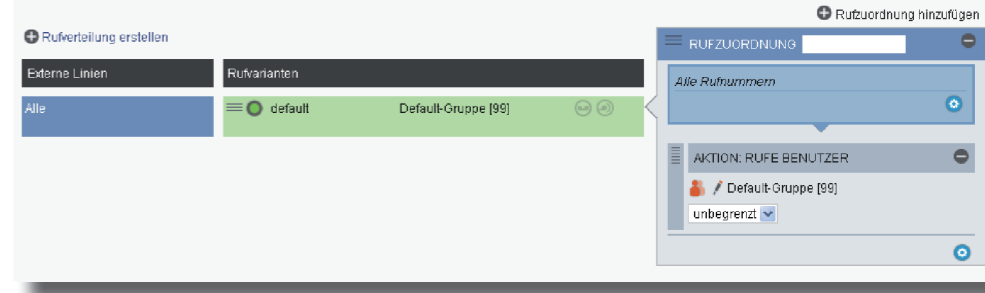 Rufzuordnung hinzufügen
Rufverteilung erstellen
RUFZUORDNUNG
Externe Linien
Rufvarianten
Alle Rufnummern
Alle
default
Default-Gruppe [99]
AKTION: RUFE BENUTZER
Default-Gruppe [99]
unbegrenzt